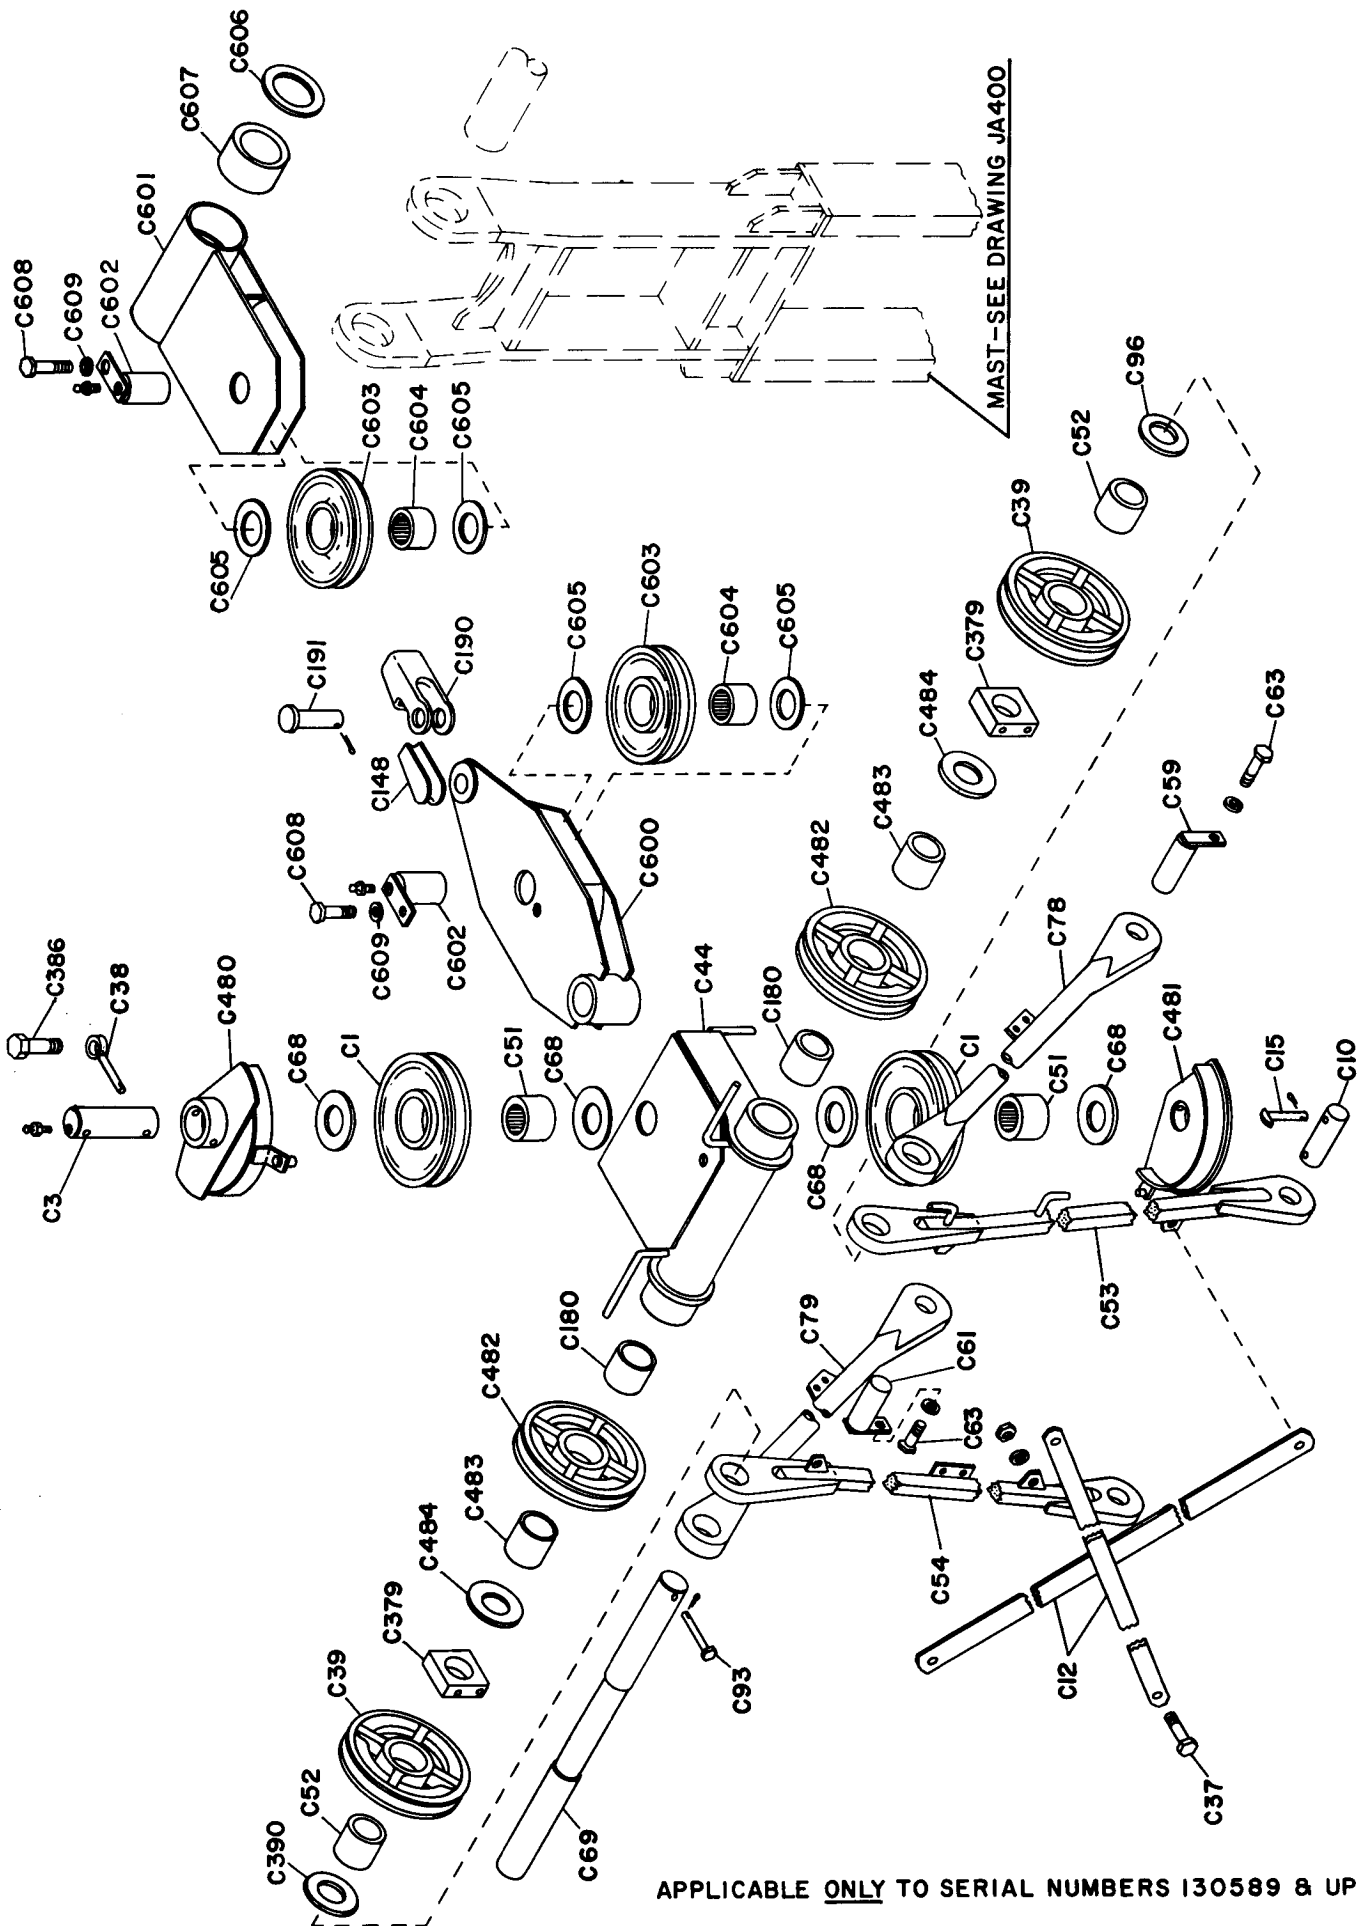 C608
C609
C602
C601
C607
C606
C605
C603
C604
C605
MAST-SEE DRAWING JA400
C386
C38
C3
C480
C68
C1
C51
C68
C608
C609
C602
C148
C191
C190
C600
C44
C605
C603
C604
C605
C180
C482
C483
C484
C379
C39
C52
C96
C68
C1
C51
C68
C78
C59
C63
C481
C15
C10
C53
C180
C482
C483
C484
C379
C39
C52
C390
C79
C61
C63
C54
C69
C93
C12
C37
APPLICABLE ONLY TO SERIAL NUMBERS 130589 & UP